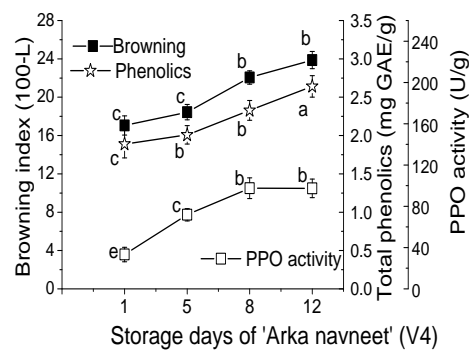 Browning index (100-L)
28
24
20
16
12
8
4
Browning
Phenolics
PPO activity
c
c
b
b
c
b
b
a
e
c
b
b
3.5
3.0
2.5
2.0
1.5
1.0
0.5
0.0
Total phenolics (mg GAE/g)
240
200
160
120
80
40
0
PPO activity (U/g)
1 5 8 12
Storage days of 'Arka navneet' (V4)